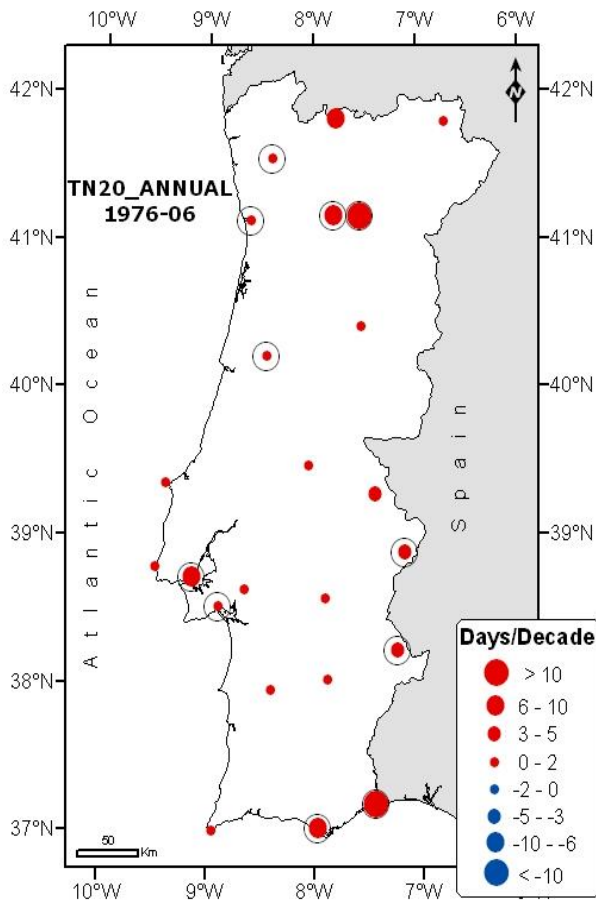 10°W 9°W 8°W 7°W 6°W
42°N 42°N
N
TN20_ANNUAL
1976-06
41°N 41°N
40°N 40°N
39°N 39°N
38°N
37°N
Atlantic Ocean
Spain
Days/Decade
> 10
6 - 10
3 - 5
0 - 2
-2 - 0
-5 - -3
-10 - -6
< -10
50
Km
10°W 9°W 8°W 7°W